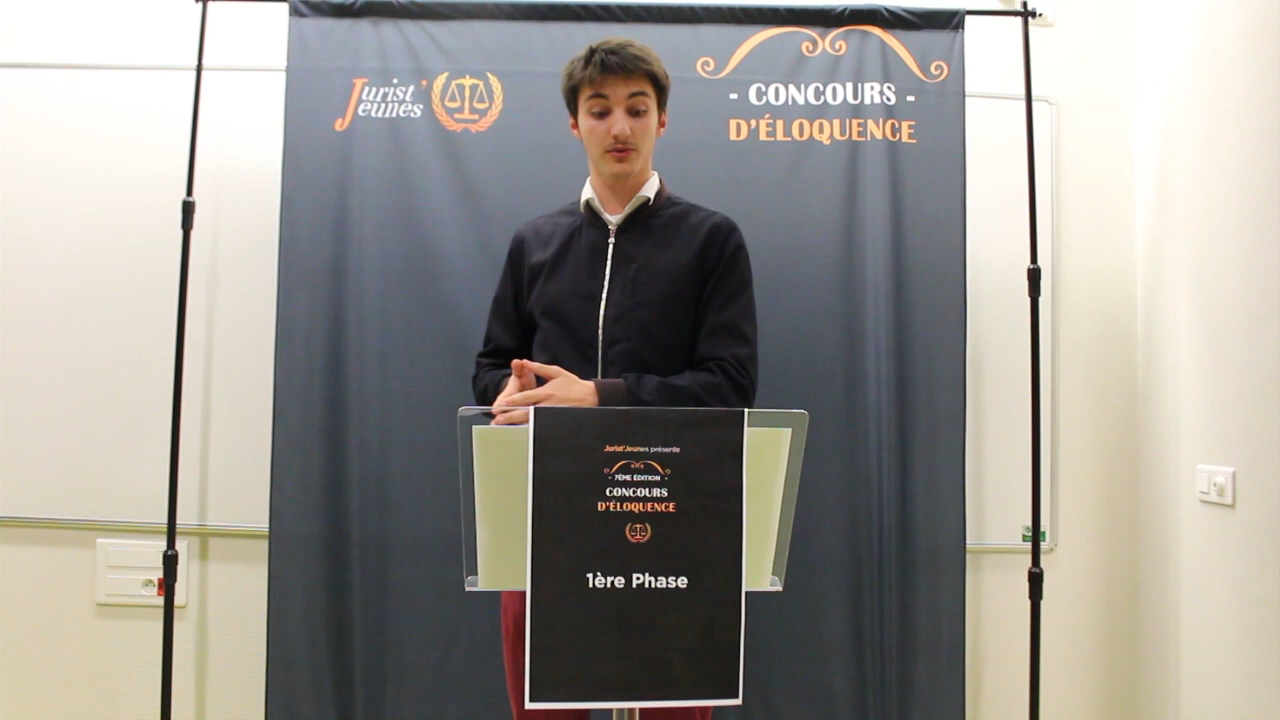 Jurist'
Jeunes
- CONCOURS -
D'ÉLOQUENCE
Jurist'Jeunes présente
- 7ÈME ÉDITION -
CONCOURS
D'ÉLOQUENCE
1ère Phase